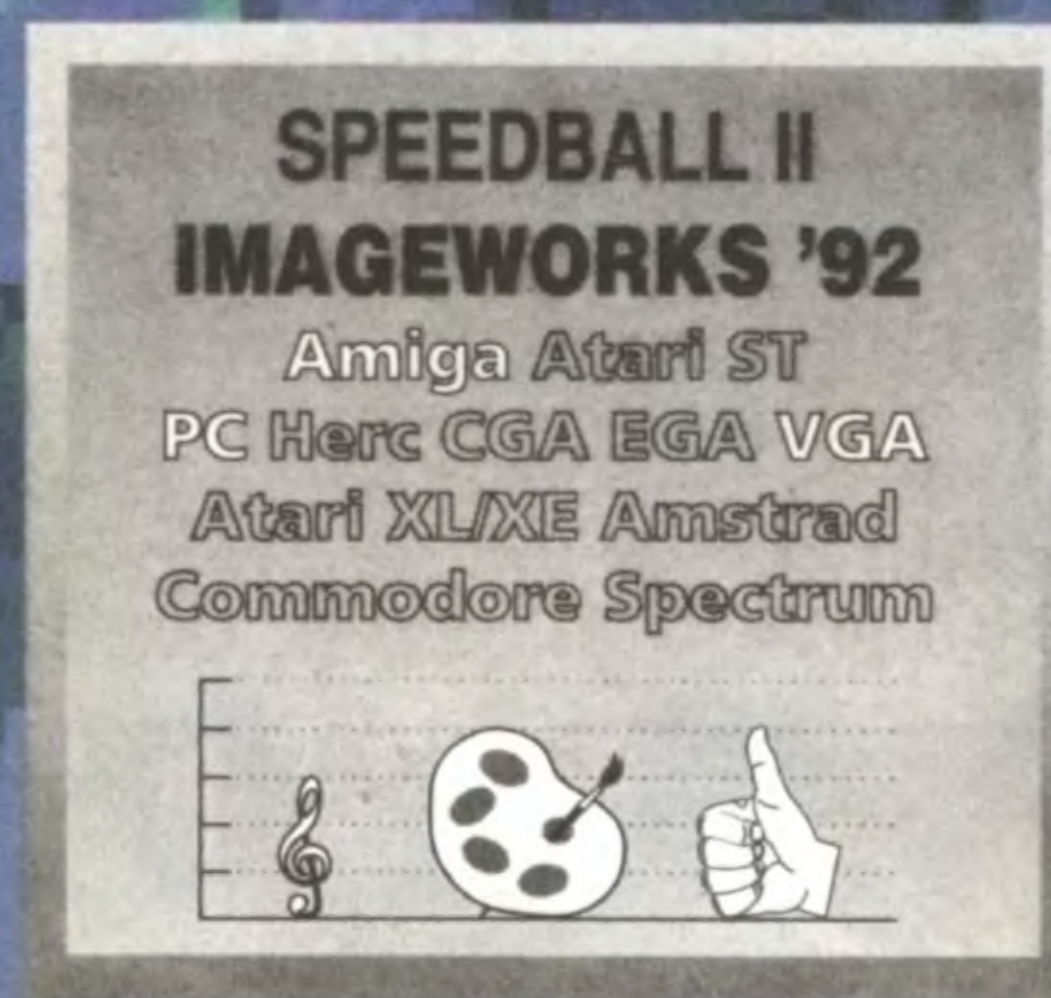 SPEEDBALL II
IMAGEWORKS '92
Amiga Atari ST
PC Herc CGA EGA VGA
Atari XL/XE Amstrad
Commodore Spectrum